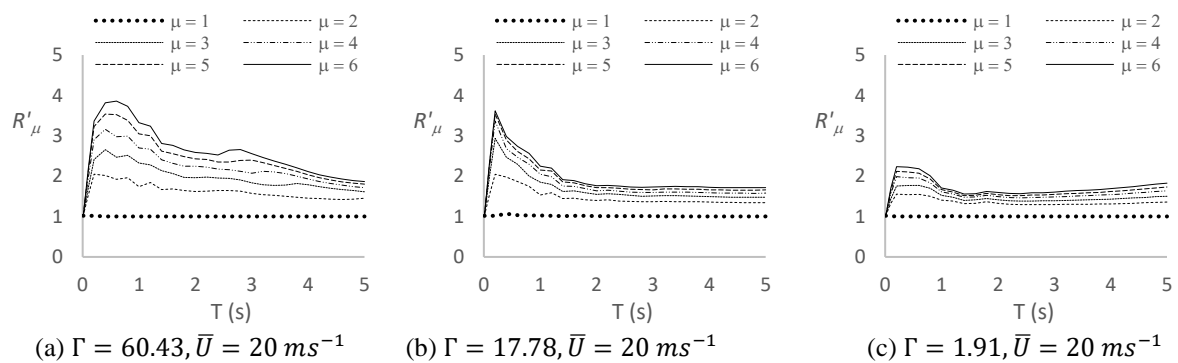 μ = 1 μ = 2
μ = 3 μ = 4
μ = 5 μ = 6
5
4
3
2
1
0
R'μ
0 1 2 3 4 5
T (s)
(a) Γ = 60.43, U̅ = 20 ms⁻¹
μ = 1 μ = 2
μ = 3 μ = 4
μ = 5 μ = 6
5
4
3
2
1
0
R'μ
0 1 2 3 4 5
T (s)
(b) Γ = 17.78, U̅ = 20 ms⁻¹
μ = 1 μ = 2
μ = 3 μ = 4
μ = 5 μ = 6
5
4
3
2
1
0
R'μ
0 1 2 3 4 5
T (s)
(c) Γ = 1.91, U̅ = 20 ms⁻¹